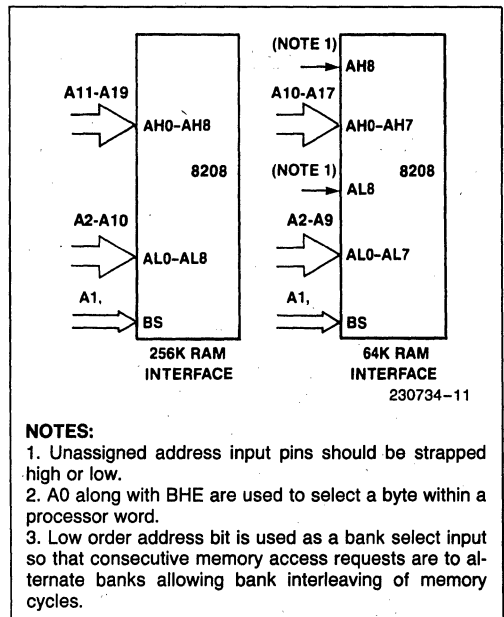 A11-A19
AH0-AH8
8208
A2-A10
AL0-AL8
A1,
BS
256K RAM
INTERFACE
(NOTE 1)
AH8
A10-A17
AH0-AH7
(NOTE 1)
8208
AL8
A2-A9
AL0-AL7
A1,
BS
64K RAM
INTERFACE
230734-11
NOTES:
1. Unassigned address input pins should be strapped
high or low.
2. A0 along with BHE are used to select a byte within a
processor word.
3. Low order address bit is used as a bank select input
so that consecutive memory access requests are to al-
ternate banks allowing bank interleaving of memory
cycles.